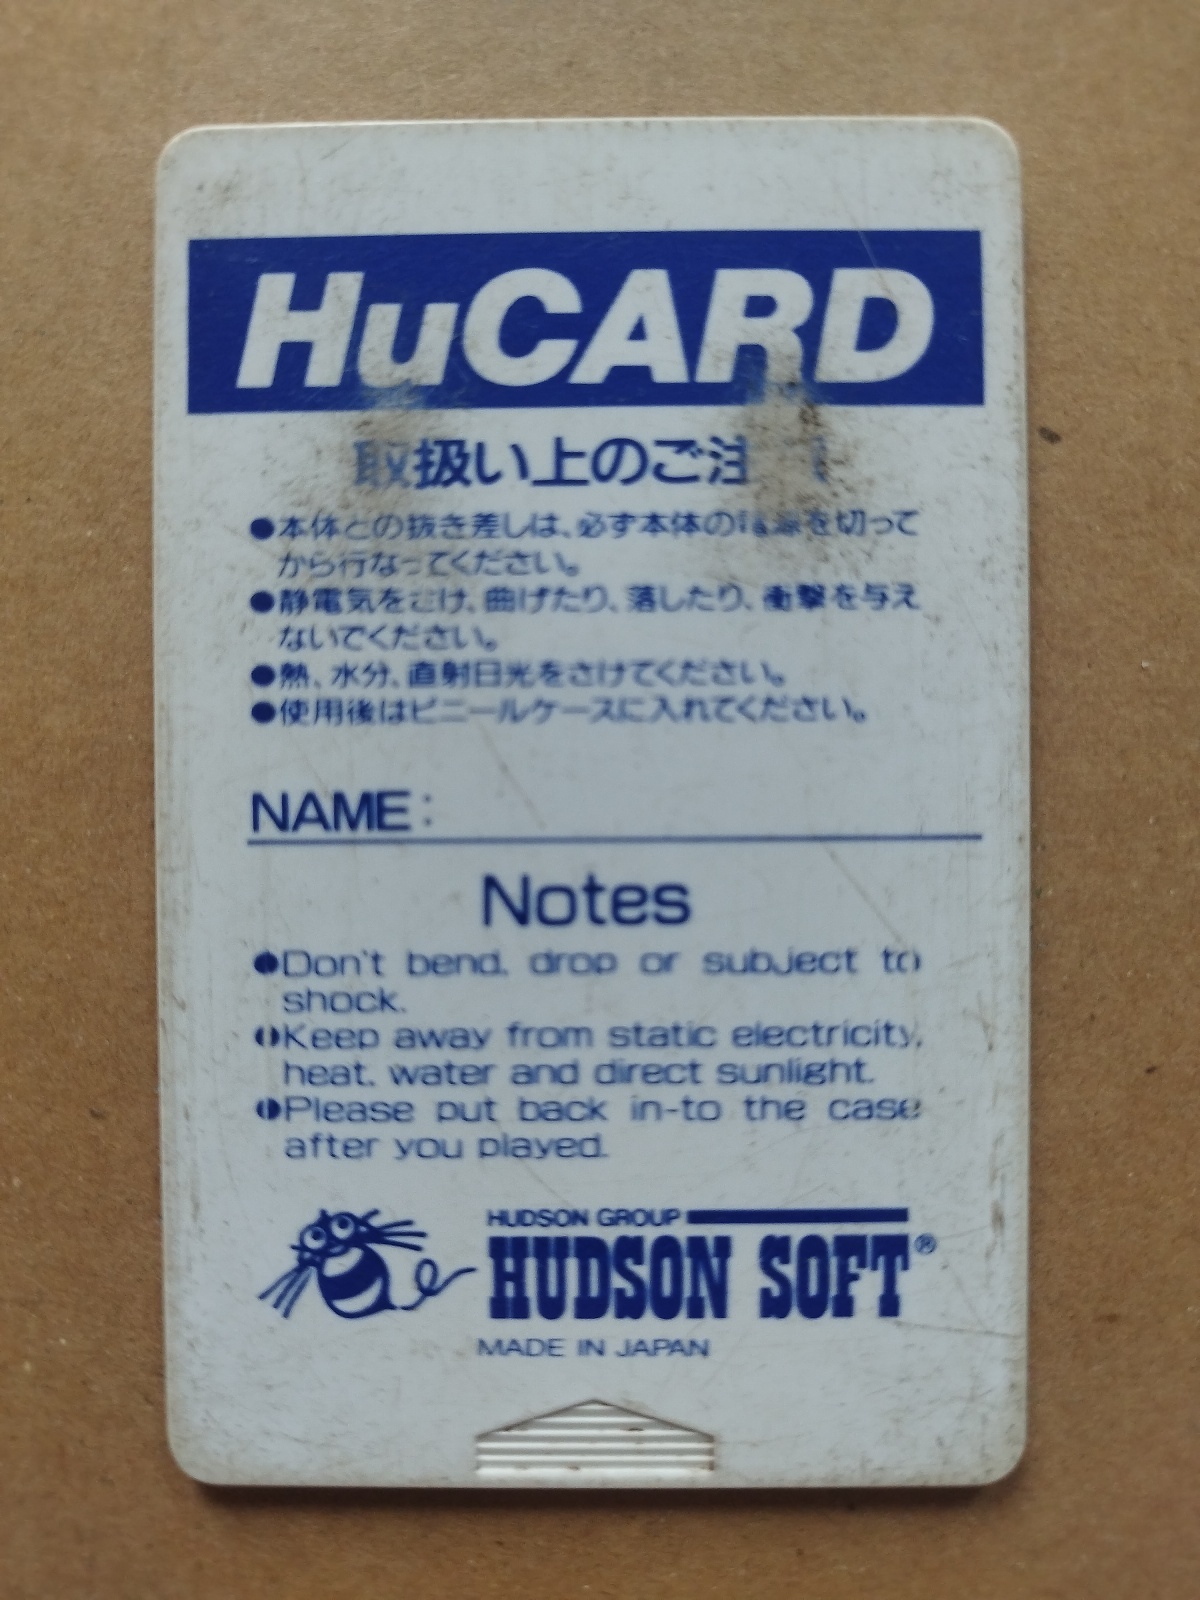 HuCARD
取扱い上のご注
●本体との抜き差しは、必ず本体の電源を切って
から行なってください。
●静電気をさけ、曲げたり、落したり、衝撃を与え
ないでください。
●熱、水分、直射日光をさけてください。
●使用後はビニールケースに入れてください。
NAME:
Notes
●Don't bend, drop or subject to
shock.
●Keep away from static electricity,
heat, water and direct sunlight.
●Please put back in-to the case
after you played.
HUDSON GROUP
HUDSON SOFT®
MADE IN JAPAN